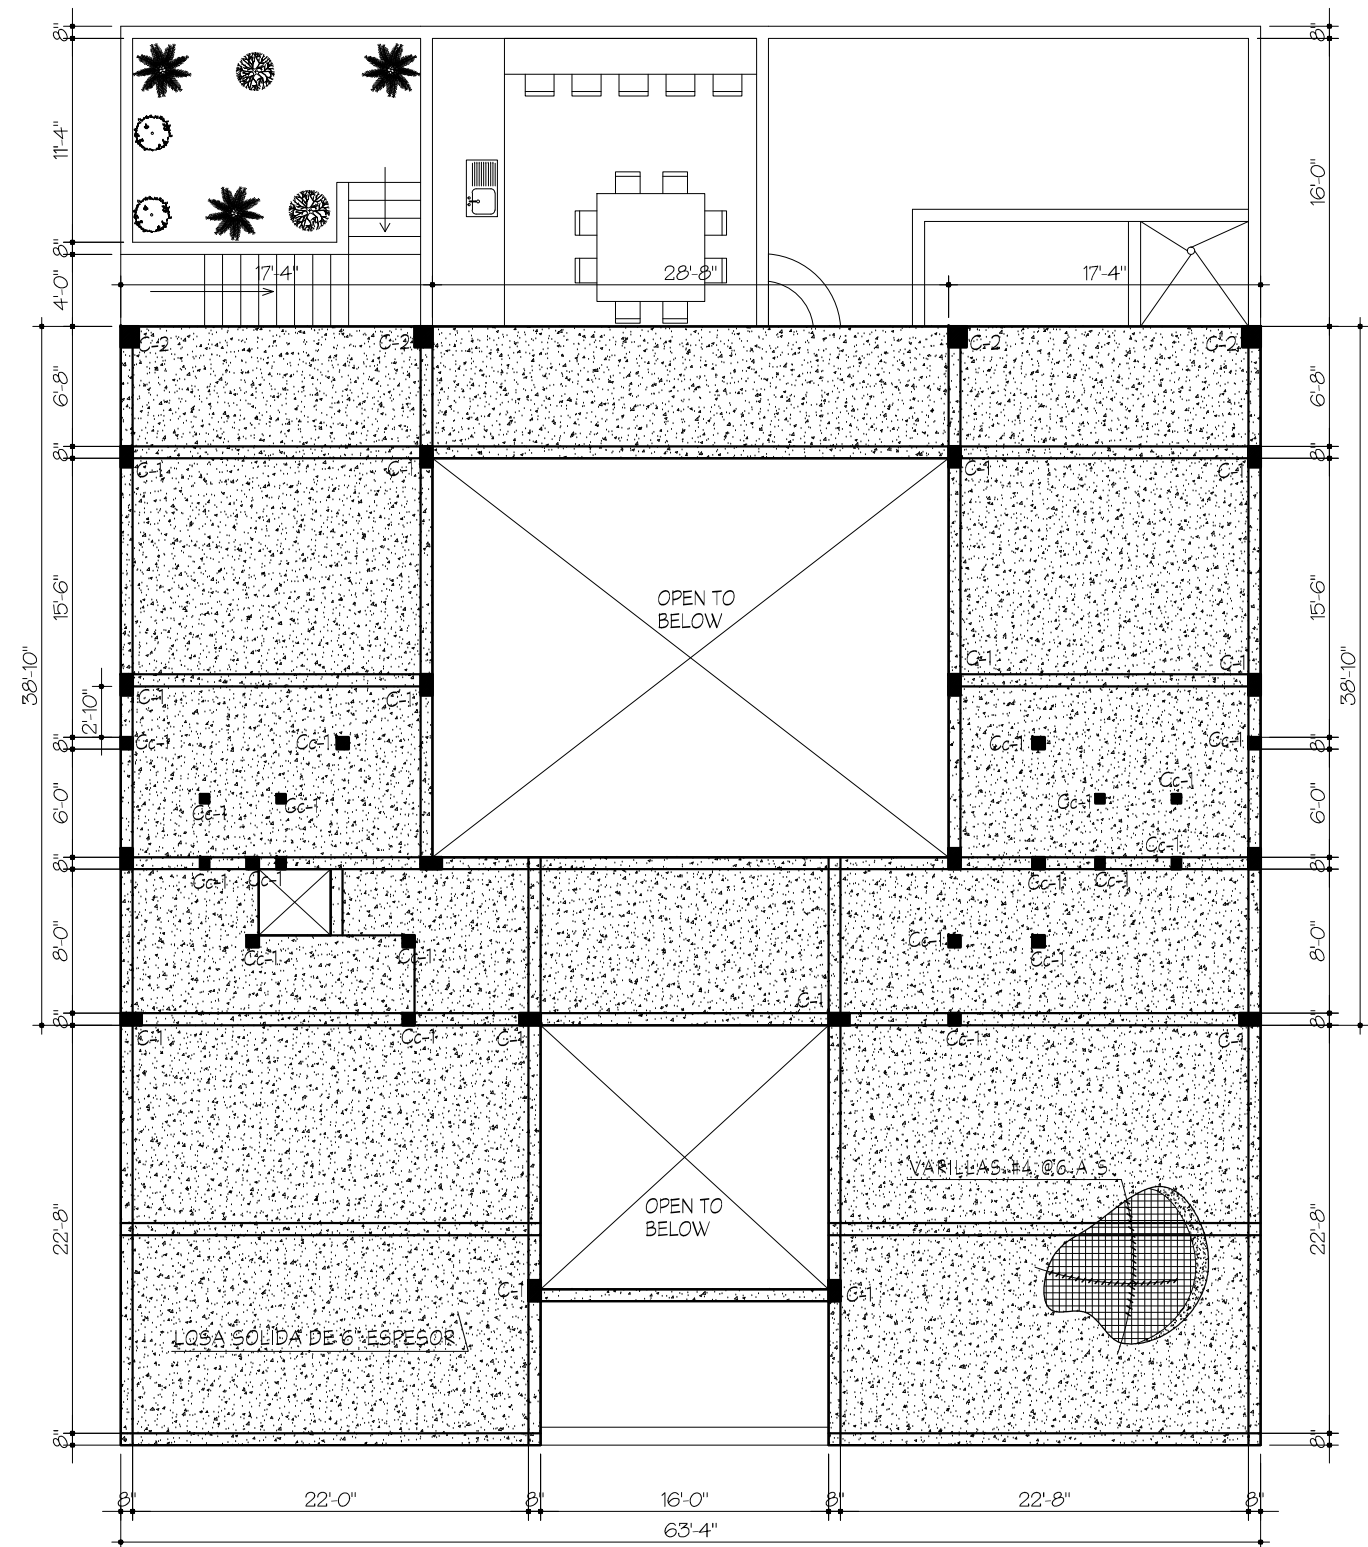 8"
8"
11'-4"
16'-0"
8"
4'-0"
17'-4"
28'-8"
17'-4"
C-2
C-2
C-2
C-2
6'-8"
6'-8"
8"
8"
C-1
C-1
C-1
C-1
OPEN TO
BELOW
15'-6"
15'-6"
38'-10"
38'-10"
C-1
C-1
C-1
C-1
2'-10"
8"
Cc-1
Cc-1
Cc-1
Cc-1
8"
Cc-1
6'-0"
Cc-1
Cc-1
Cc-1
6'-0"
Cc-1
8"
8"
Cc-1
Cc-1
Cc-1
Cc-1
8'-0"
Cc-1
Cc-1
Cc-1
Cc-1
8'-0"
C-1
8"
8"
C-1
Cc-1
C-1
Cc-1
C-1
VARILLAS #4 @6 A.S.
22'-8"
OPEN TO
BELOW
22'-8"
C-1
C-1
LOSA SOLIDA DE 6" ESPESOR
8"
8"
8"
22'-0"
8"
16'-0"
8"
22'-8"
8"
63'-4"